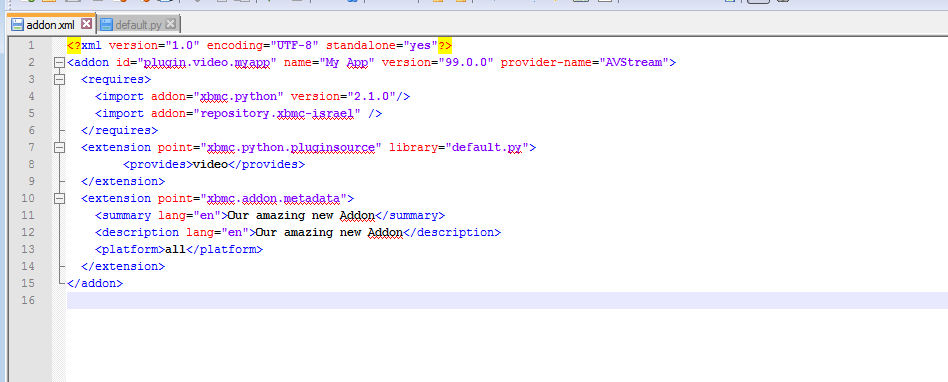 addon.xml default.py
1 <?xml version="1.0" encoding="UTF-8" standalone="yes"?>
2 <addon id="plugin.video.myapp" name="My App" version="99.0.0" provider-name="AVStream">
3 <requires>
4 <import addon="xbmc.python" version="2.1.0"/>
5 <import addon="repository.xbmc-israel" />
6 </requires>
7 <extension point="xbmc.python.pluginsource" library="default.py">
8 <provides>video</provides>
9 </extension>
10 <extension point="xbmc.addon.metadata">
11 <summary lang="en">Our amazing new Addon</summary>
12 <description lang="en">Our amazing new Addon</description>
13 <platform>all</platform>
14 </extension>
15 </addon>
16